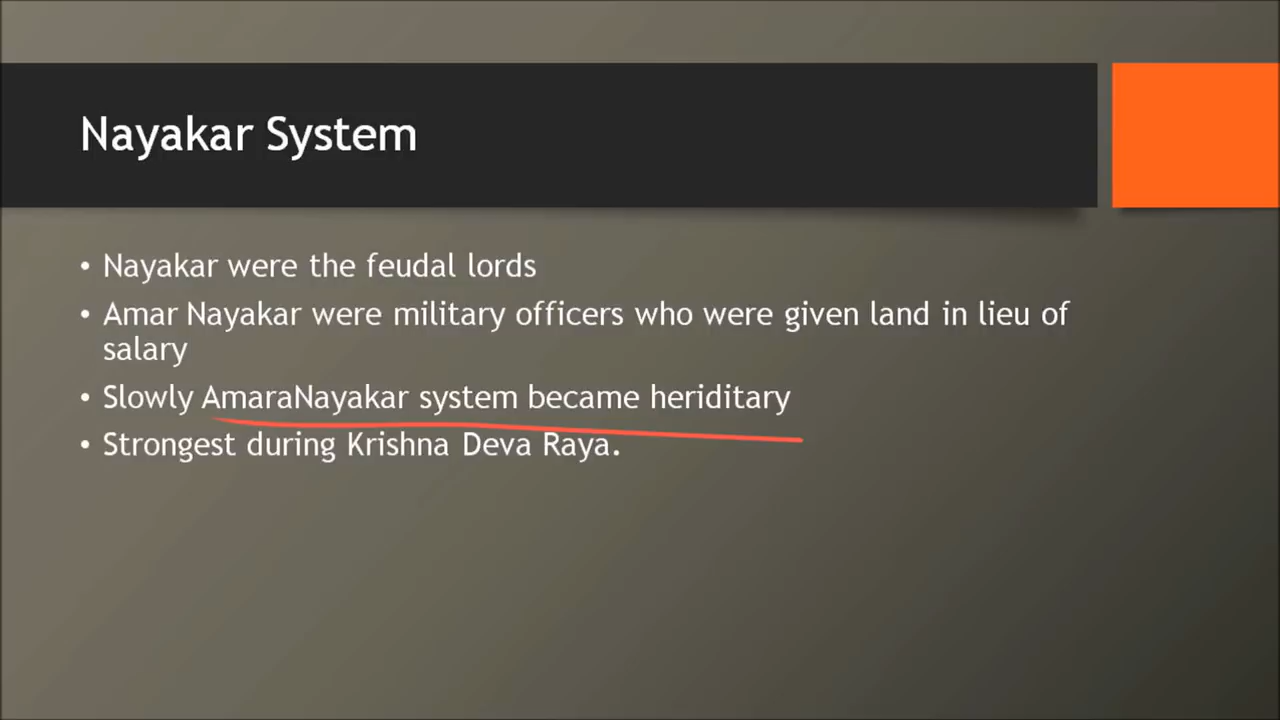 Nayakar System
• Nayakar were the feudal lords
• Amar Nayakar were military officers who were given land in lieu of
salary
• Slowly AmaraNayakar system became heriditary
• Strongest during Krishna Deva Raya.